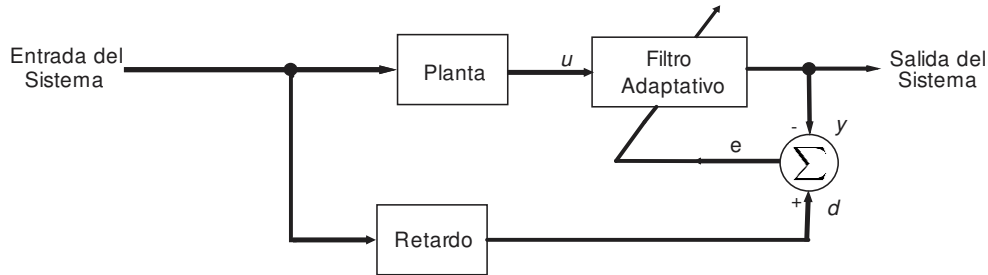 Entrada del
Sistema
Planta
u
Filtro
Adaptativo
Salida del
Sistema
-
y
e
Σ
+
d
Retardo